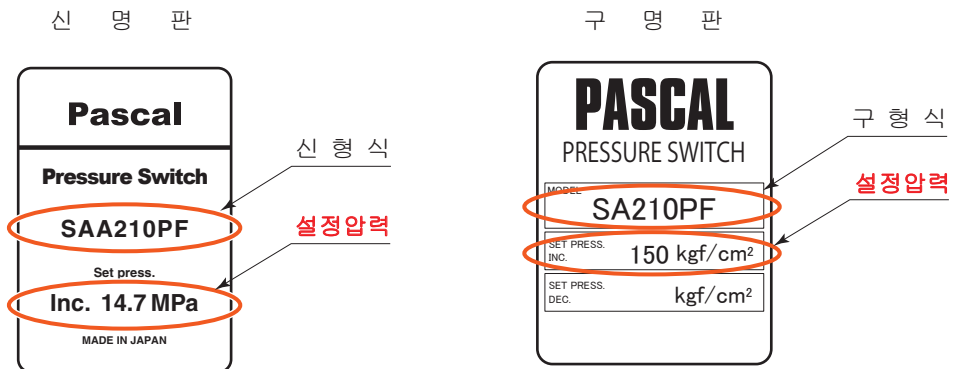 신 명 판
Pascal
Pressure Switch
SAA210PF
Set press.
Inc. 14.7 MPa
MADE IN JAPAN
신 형 식
설정압력
구 명 판
PASCAL
PRESSURE SWITCH
MODEL
SA210PF
SET PRESS.
INC. 150 kgf/cm²
SET PRESS.
DEC. kgf/cm²
구 형 식
설정압력